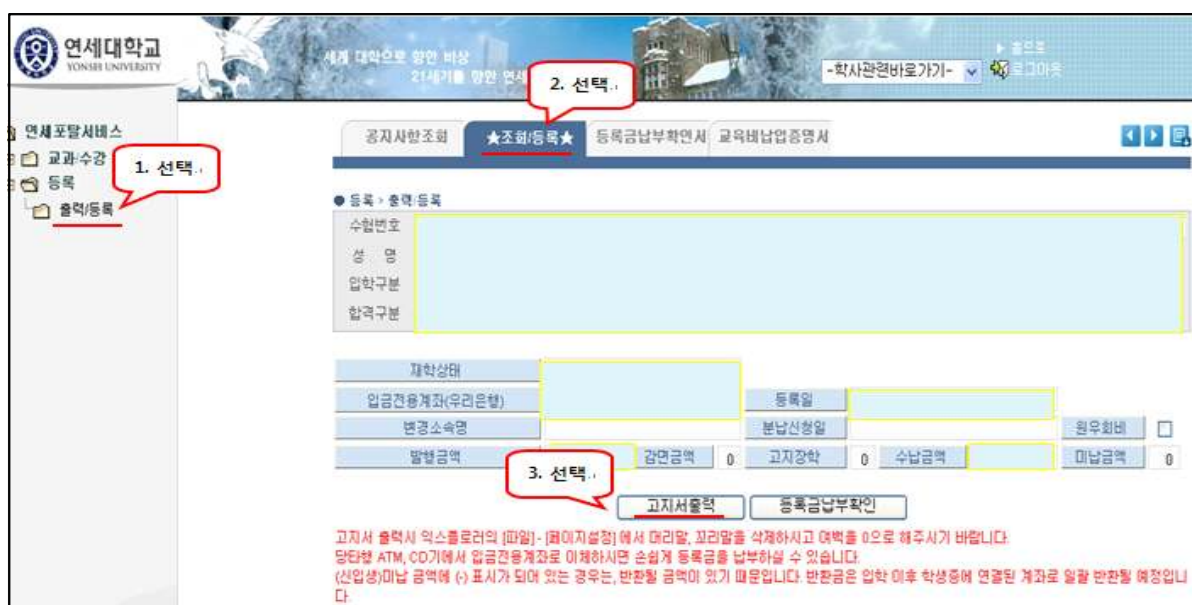 연세대학교
YONSEI UNIVERSITY
세계 대학으로 향한 비상
21세기를 향한 연세
2. 선택
-학사관련바로가기-
▶ 홈으로
로그아웃
연세포탈서비스
교과/수강
등록
출력/등록
1. 선택
공지사항조회
★조회/등록★
등록금납부확인서
교육비납입증명서
● 등록 > 출력/등록
수험번호
성 명
입학구분
합격구분
재학상태
입금전용계좌(우리은행) 등록일
변경소속명 분납신청일 원우회비
발행금액 감면금액 0 고지장학 0 수납금액 미납금액 0
3. 선택
고지서출력 등록금납부확인
고지서 출력시 익스플로러의 [파일] - [페이지설정] 에서 머리말, 꼬리말을 삭제하시고 여백을 0으로 해주시기 바랍니다.
당타행 ATM, CD기에서 입금전용계좌로 이체하시면 손쉽게 등록금을 납부하실 수 있습니다.
(신입생)미납 금액에 (-) 표시가 되어 있는 경우는, 반환될 금액이 있기 때문입니다. 반환금은 입학 이후 학생증에 연결된 계좌로 일괄 반환될 예정입니
다.